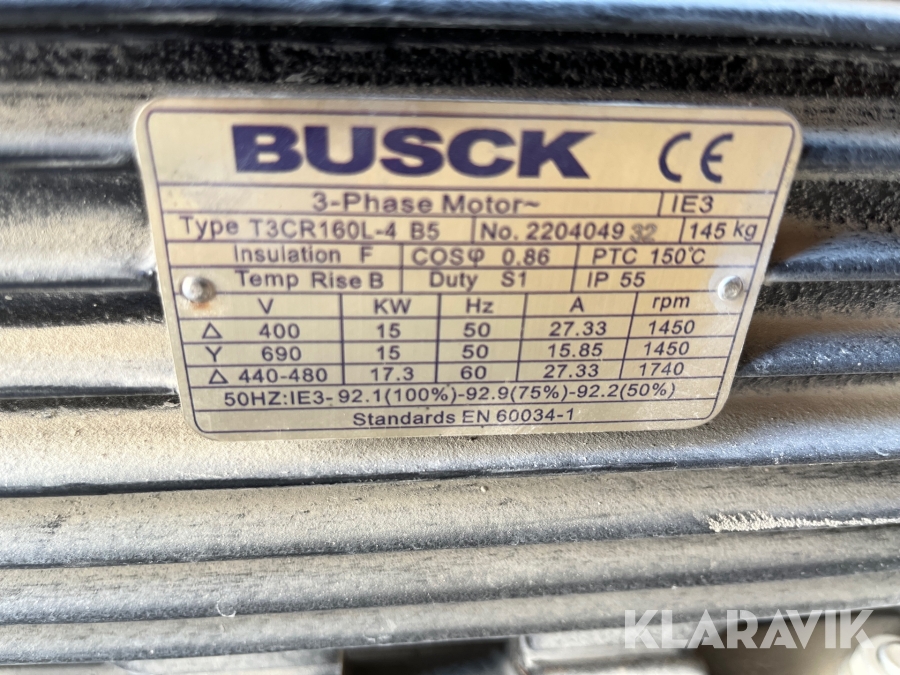 BUSCK CE
3-Phase Motor~ IE3
Type T3CR160L-4 B5 No. 2204049 32 145 kg
Insulation F COSφ 0.86 PTC 150℃
Temp Rise B Duty S1 IP 55
V KW Hz A rpm
Δ 400 15 50 27.33 1450
Y 690 15 50 15.85 1450
Δ 440-480 17.3 60 27.33 1740
50HZ:IE3-92.1(100%)-92.9(75%)-92.2(50%)
Standards EN 60034-1
KLARAVIK